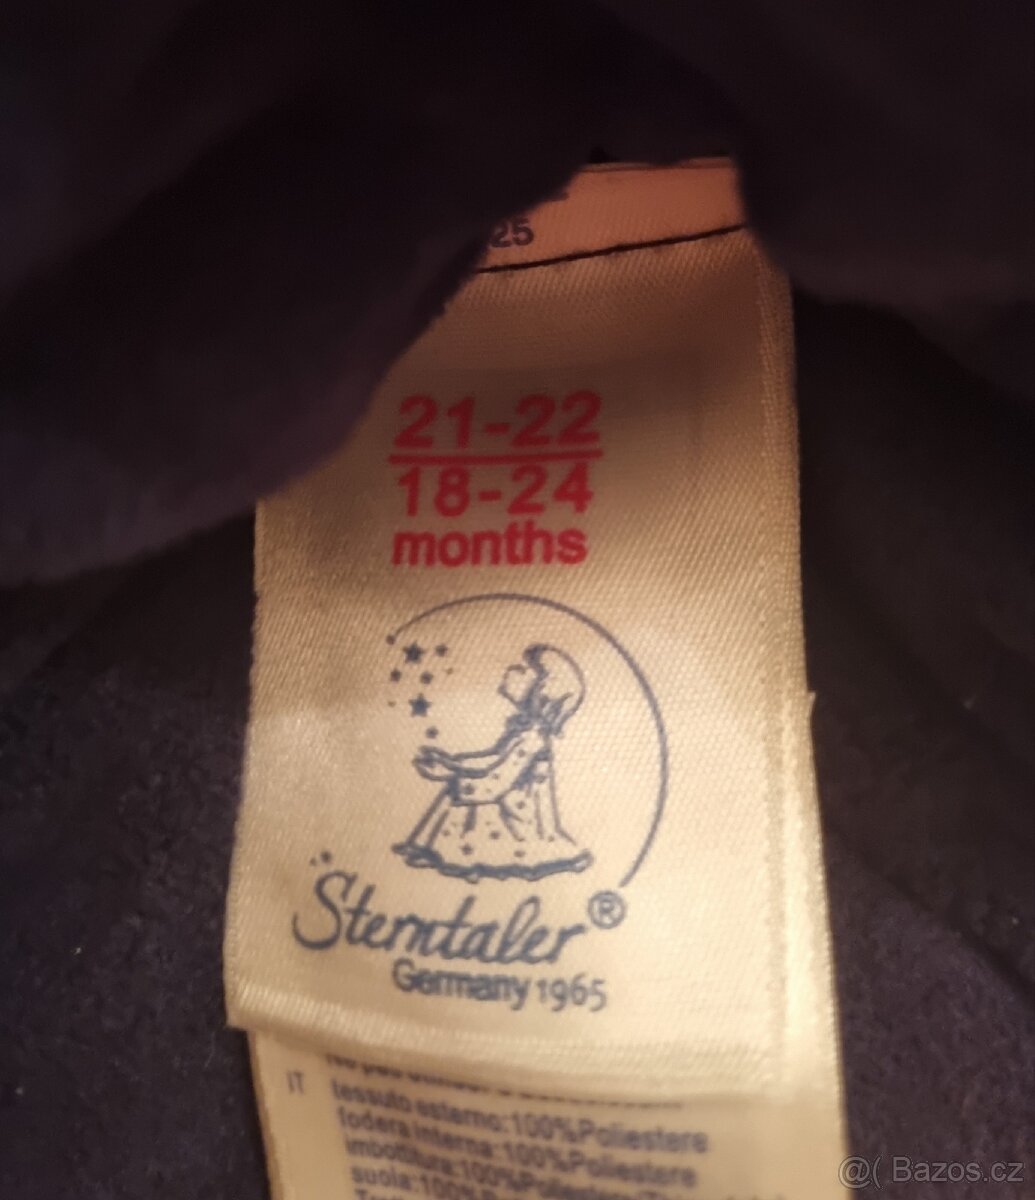 25
21-22
18-24
months
Sterntaler®
Germany 1965
IT
tessuto esterno:100%Poliestere
fodera interna:100%Poliestere
imbottitura:100%Poliestere
suola:100%
@( Bazos.cz